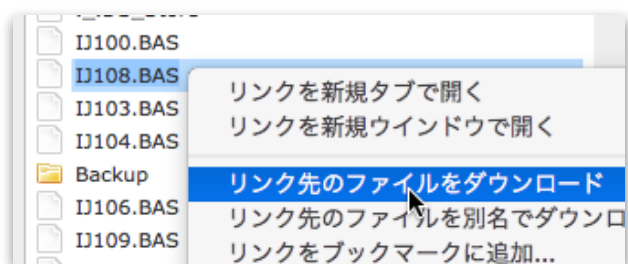 IJ100.BAS
IJ108.BAS
IJ103.BAS
IJ104.BAS
Backup
IJ106.BAS
IJ109.BAS
リンクを新規タブで開く
リンクを新規ウインドウで開く
リンク先のファイルをダウンロード
リンク先のファイルを別名でダウンロ
リンクをブックマークに追加...